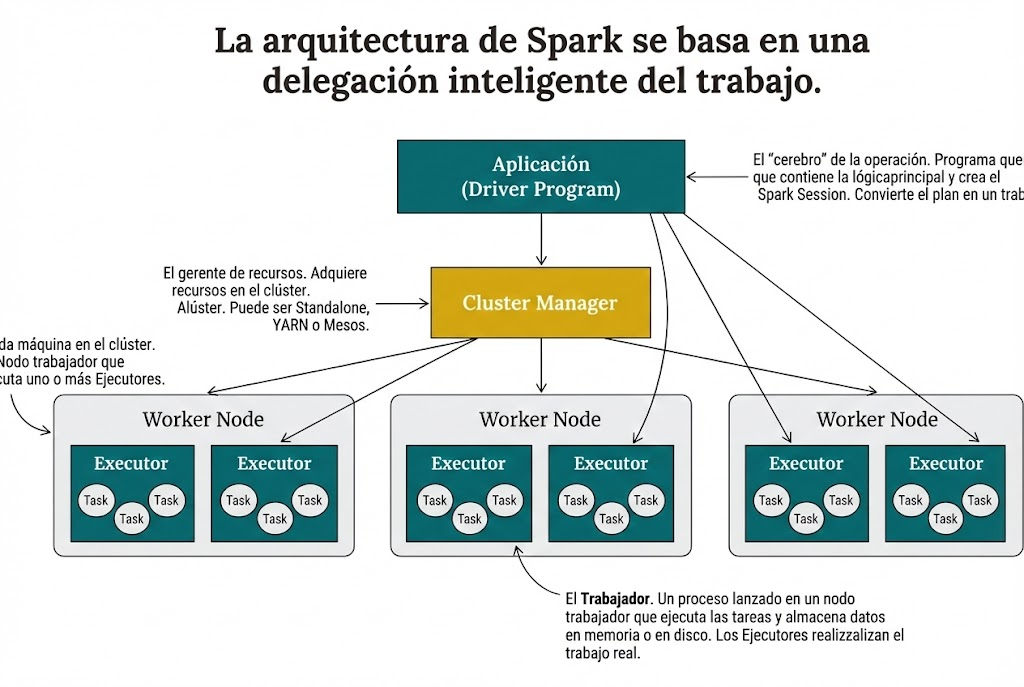 La arquitectura de Spark se basa en una
delegación inteligente del trabajo.
Aplicación
(Driver Program)
El “cerebro” de la operación. Programa que
que contiene la lógicaprincipal y crea el
Spark Session. Convierte el plan en un trab
El gerente de recursos. Adquiere
recursos en el clúster.
Alúster. Puede ser Standalone,
YARN o Mesos.
Cluster Manager
da máquina en el clúster.
Nodo trabajador que
cuta uno o más Ejecutores.
Worker Node
Executor
Task
Task
Task
Executor
Task
Task
Task
Worker Node
Executor
Task
Task
Task
Executor
Task
Task
Task
Worker Node
Executor
Task
Task
Task
Executor
Task
Task
Task
El Trabajador. Un proceso lanzado en un nodo
trabajador que ejecuta las tareas y almacena datos
en memoria o en disco. Los Ejecutores realizzalizan el
trabajo real.